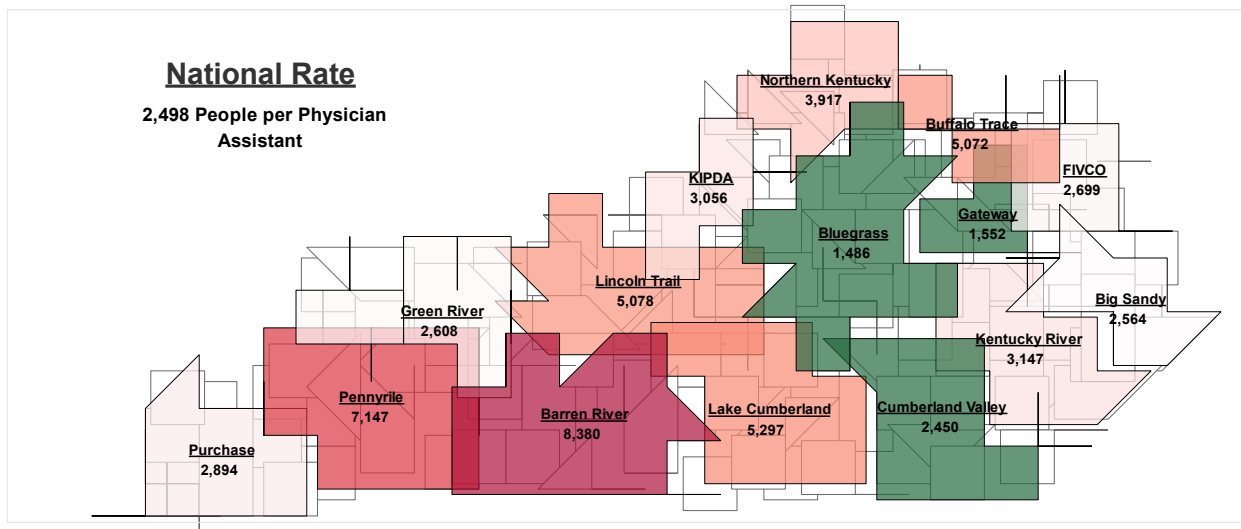 National Rate
2,498 People per Physician
Assistant
Northern Kentucky
3,917
Buffalo Trace
5,072
FIVCO
2,699
KIPDA
3,056
Gateway
1,552
Bluegrass
1,486
Lincoln Trail
5,078
Big Sandy
2,564
Green River
2,608
Kentucky River
3,147
Pennyrile
7,147
Barren River
8,380
Lake Cumberland
5,297
Cumberland Valley
2,450
Purchase
2,894